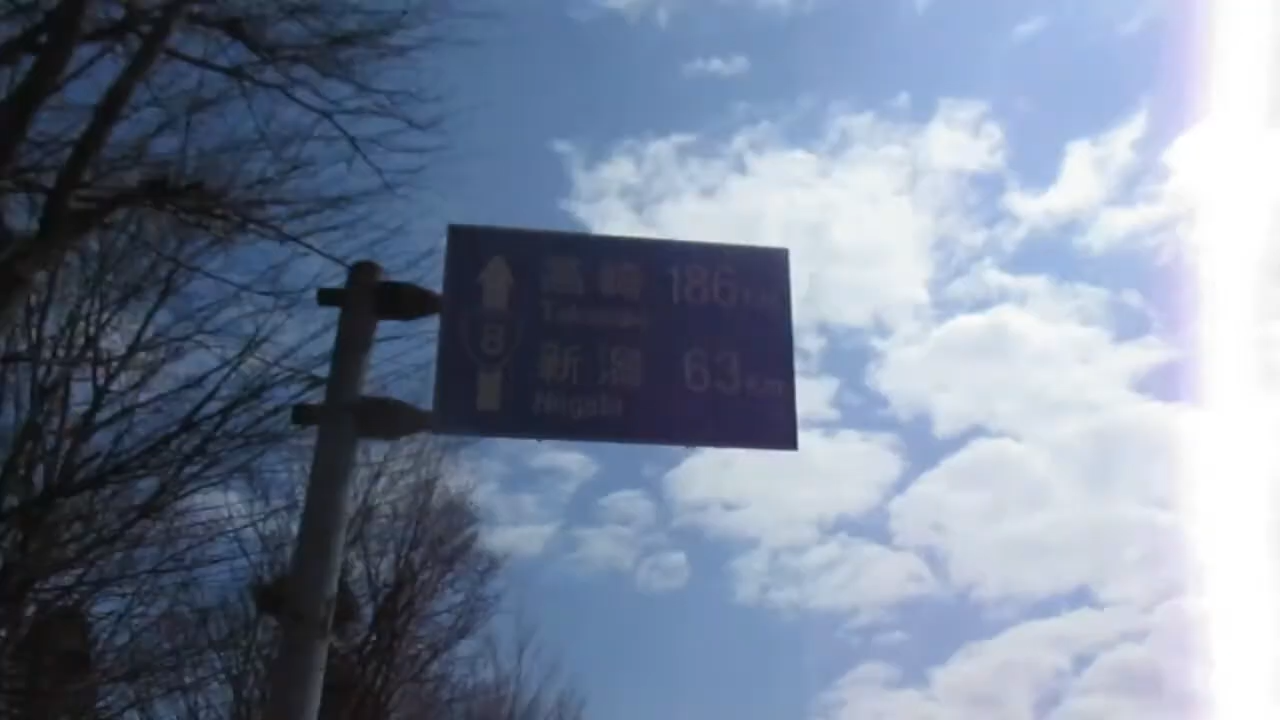 高崎 186Km
Takasaki
8
新潟 63Km
Niigata